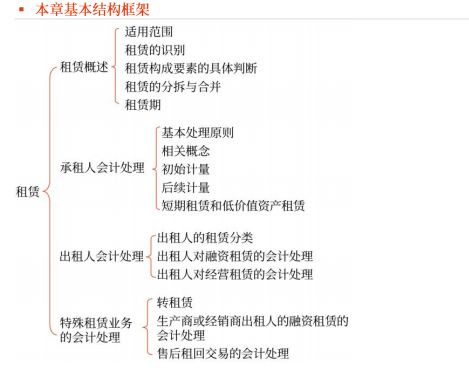 本章基本结构框架
适用范围
租赁的识别
租赁概述
租赁构成要素的具体判断
租赁的分拆与合并
租赁期
基本处理原则
相关概念
承租人会计处理
初始计量
后续计量
租赁
短期租赁和低价值资产租赁
出租人的租赁分类
出租人会计处理
出租人对融资租赁的会计处理
出租人对经营租赁的会计处理
转租赁
特殊租赁业务
的会计处理
生产商或经销商出租人的融资租赁的
会计处理
售后租回交易的会计处理